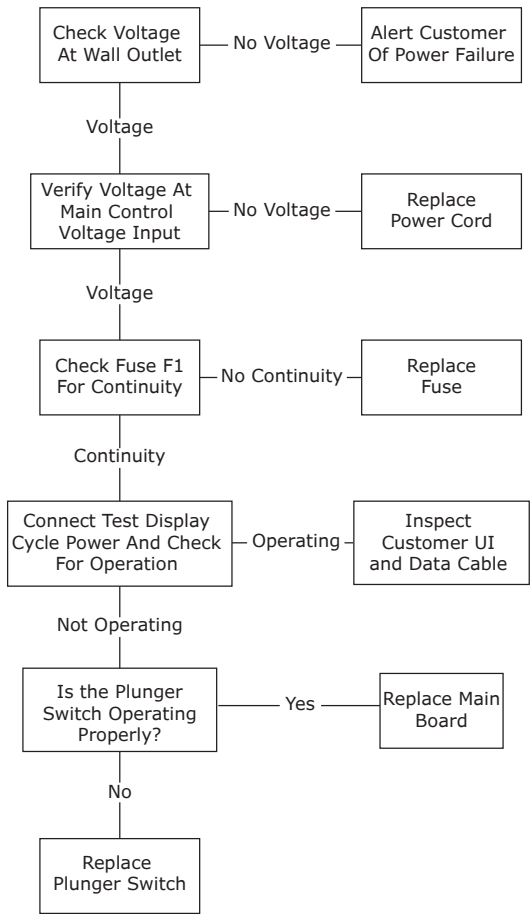 Check Voltage
At Wall Outlet
No Voltage
Alert Customer
Of Power Failure
Voltage
Verify Voltage At
Main Control
Voltage Input
No Voltage
Replace
Power Cord
Voltage
Check Fuse F1
For Continuity
No Continuity
Replace
Fuse
Continuity
Connect Test Display
Cycle Power And Check
For Operation
Operating
Inspect
Customer UI
and Data Cable
Not Operating
Is the Plunger
Switch Operating
Properly?
Yes
Replace Main
Board
No
Replace
Plunger Switch